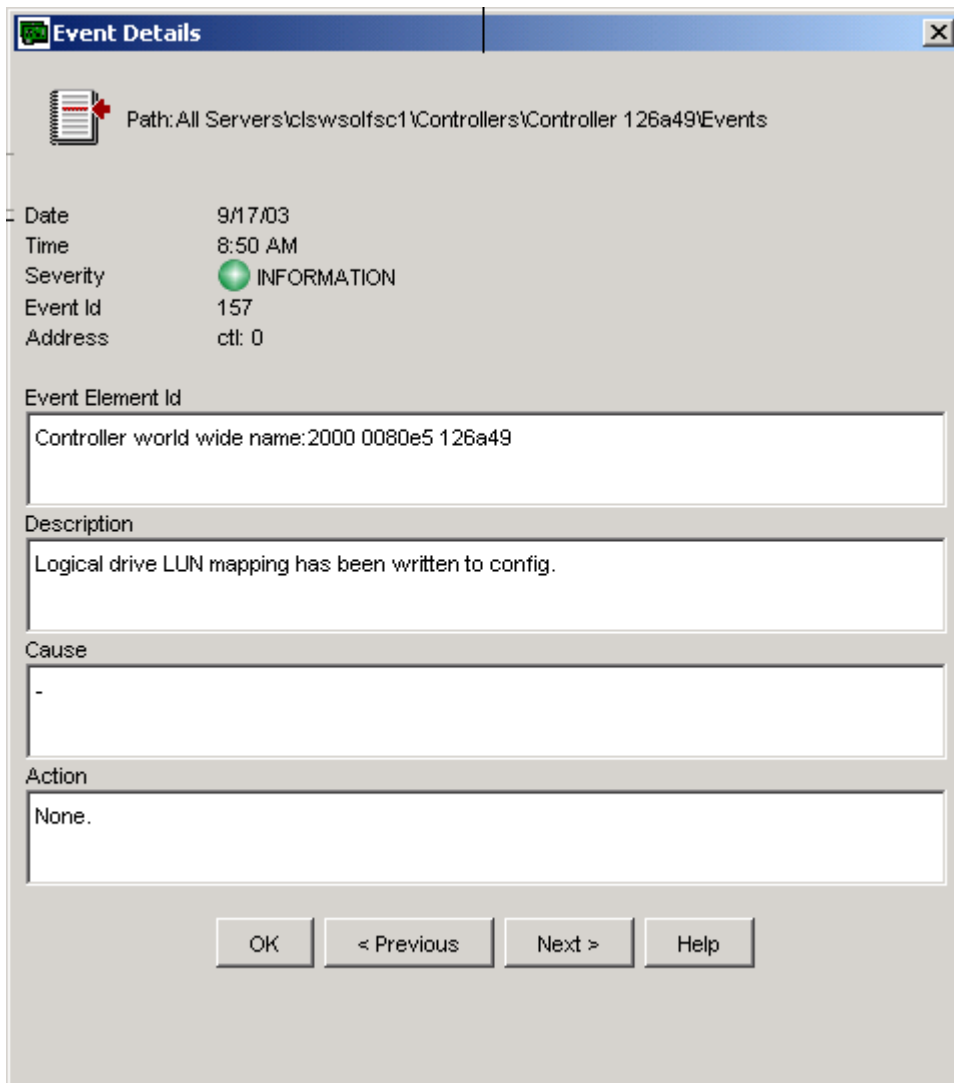 Event Details
Path:All Servers\clswsolfsc1\Controllers\Controller 126a49\Events
Date 9/17/03
Time 8:50 AM
Severity INFORMATION
Event Id 157
Address ctl: 0
Event Element Id
Controller world wide name:2000 0080e5 126a49
Description
Logical drive LUN mapping has been written to config.
Cause
-
Action
None.
OK < Previous Next > Help